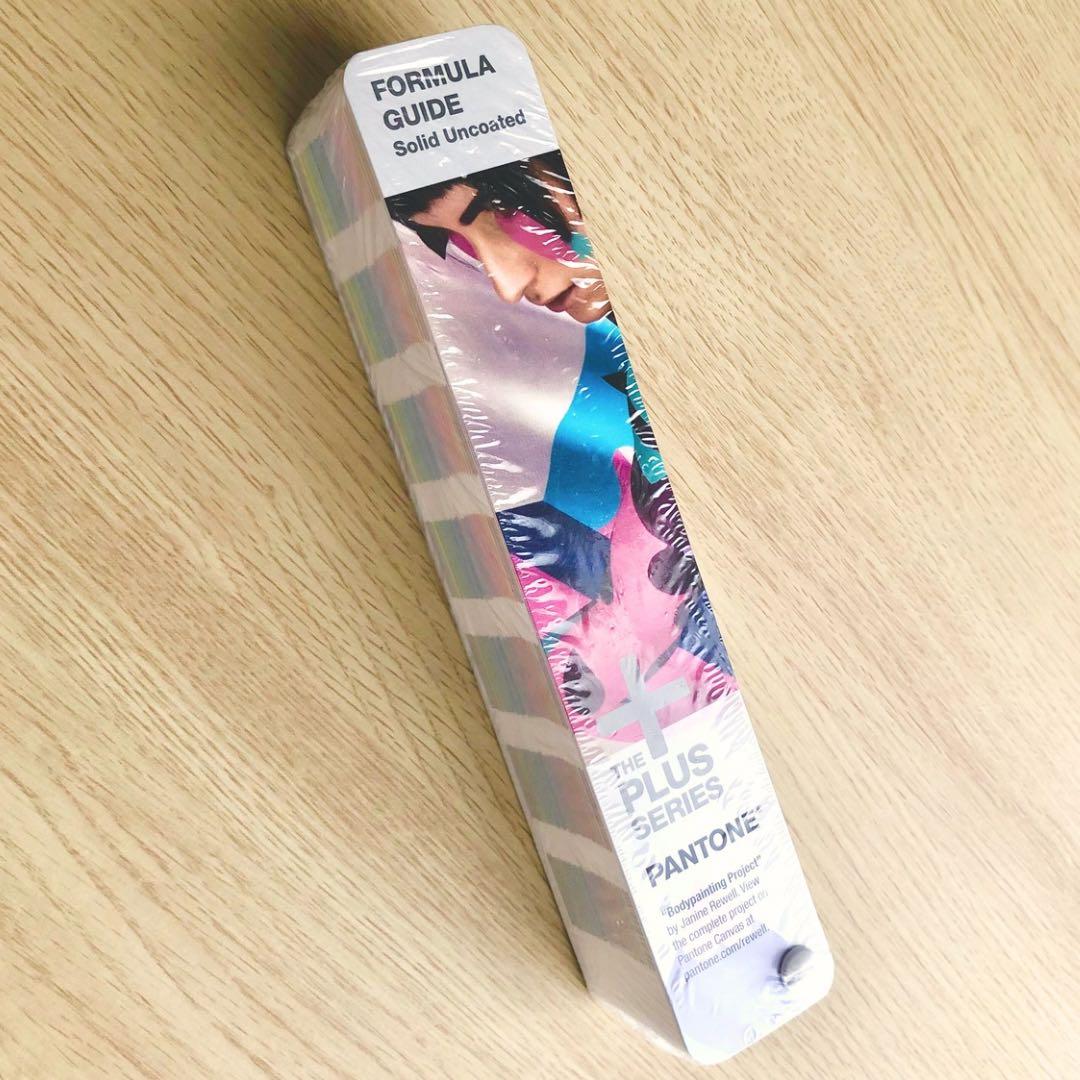 FORMULA
GUIDE
Solid Uncoated
THE
PLUS
SERIES
PANTONE®
"Bodypainting Project"
by Janine Rewell. View
the complete project on
Pantone Canvas at
pantone.com/rewell.